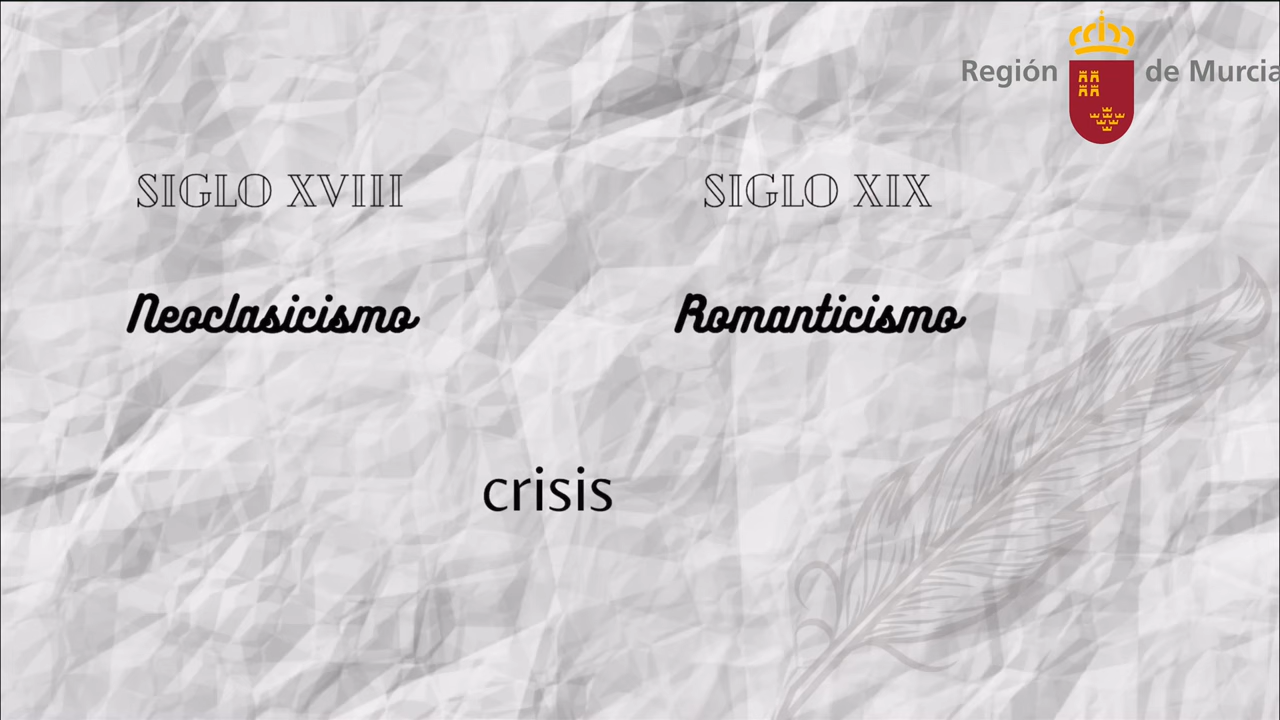 Región de Murcia
SIGLO XVIII
SIGLO XIX
Neoclasicismo
Romanticismo
crisis